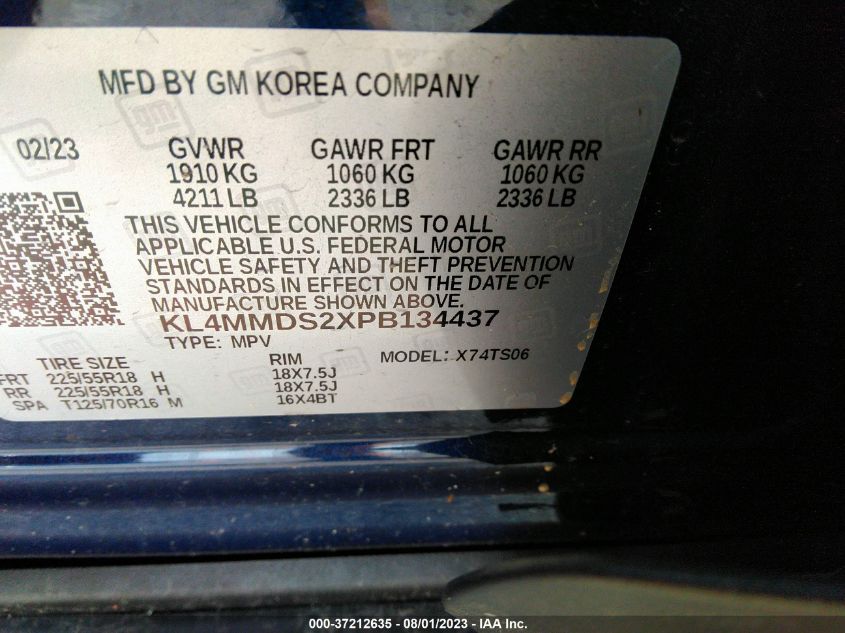 MFD BY GM KOREA COMPANY
02/23 GVWR GAWR FRT GAWR RR
1910 KG 1060 KG 1060 KG
4211 LB 2336 LB 2336 LB
THIS VEHICLE CONFORMS TO ALL
APPLICABLE U.S. FEDERAL MOTOR
VEHICLE SAFETY AND THEFT PREVENTION
STANDARDS IN EFFECT ON THE DATE OF
MANUFACTURE SHOWN ABOVE.
KL4MMDS2XPB134437
TYPE: MPV
TIRE SIZE RIM MODEL: X74TS06
FRT 225/55R18 H 18X7.5J
RR 225/55R18 H 18X7.5J
SPA T125/70R16 M 16X4BT
000-37212635 - 08/01/2023 - IAA Inc.